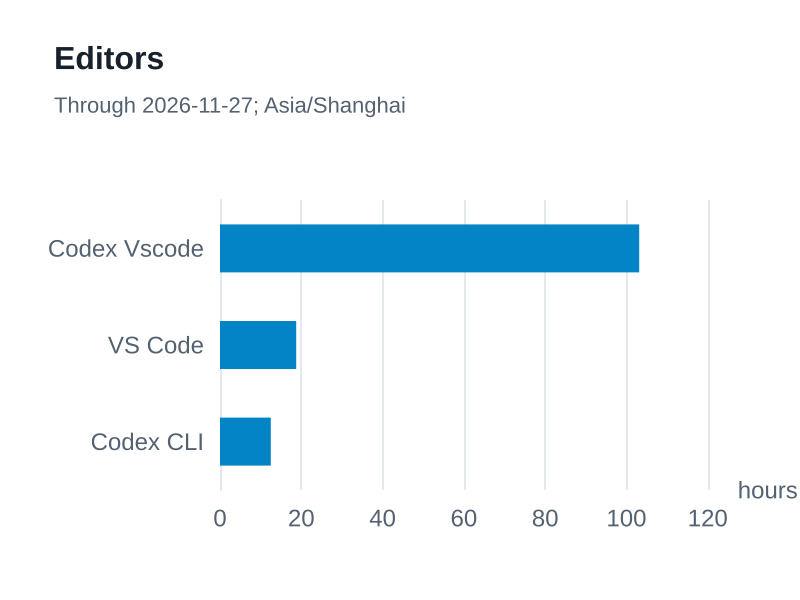 Editors
Through 2026-11-27; Asia/Shanghai
Codex Vscode
VS Code
Codex CLI
hours
0 20 40 60 80 100 120